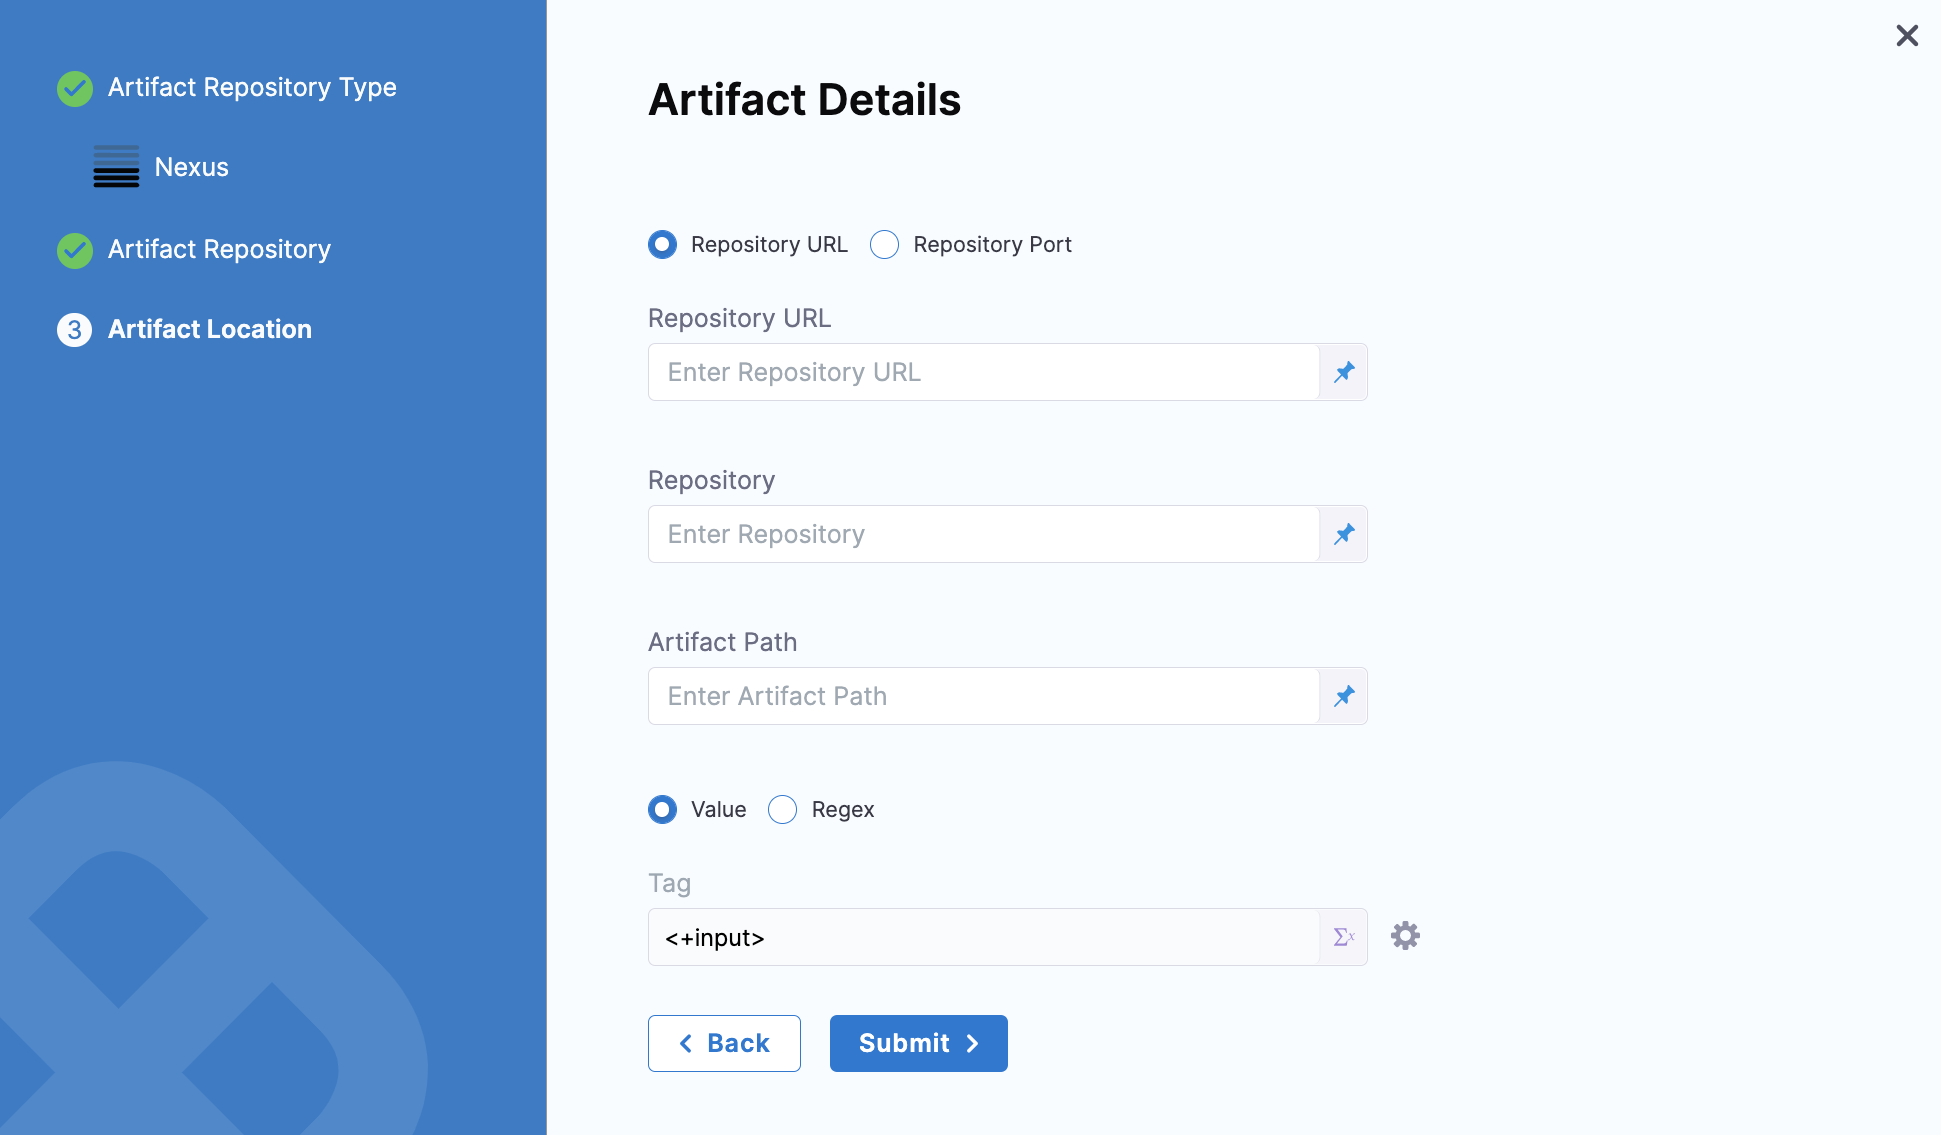 Artifact Repository Type
Nexus
Artifact Repository
3 Artifact Location
Artifact Details
Repository URL Repository Port
Repository URL
Enter Repository URL
Repository
Enter Repository
Artifact Path
Enter Artifact Path
Value Regex
Tag
<+input> Σx
Back Submit